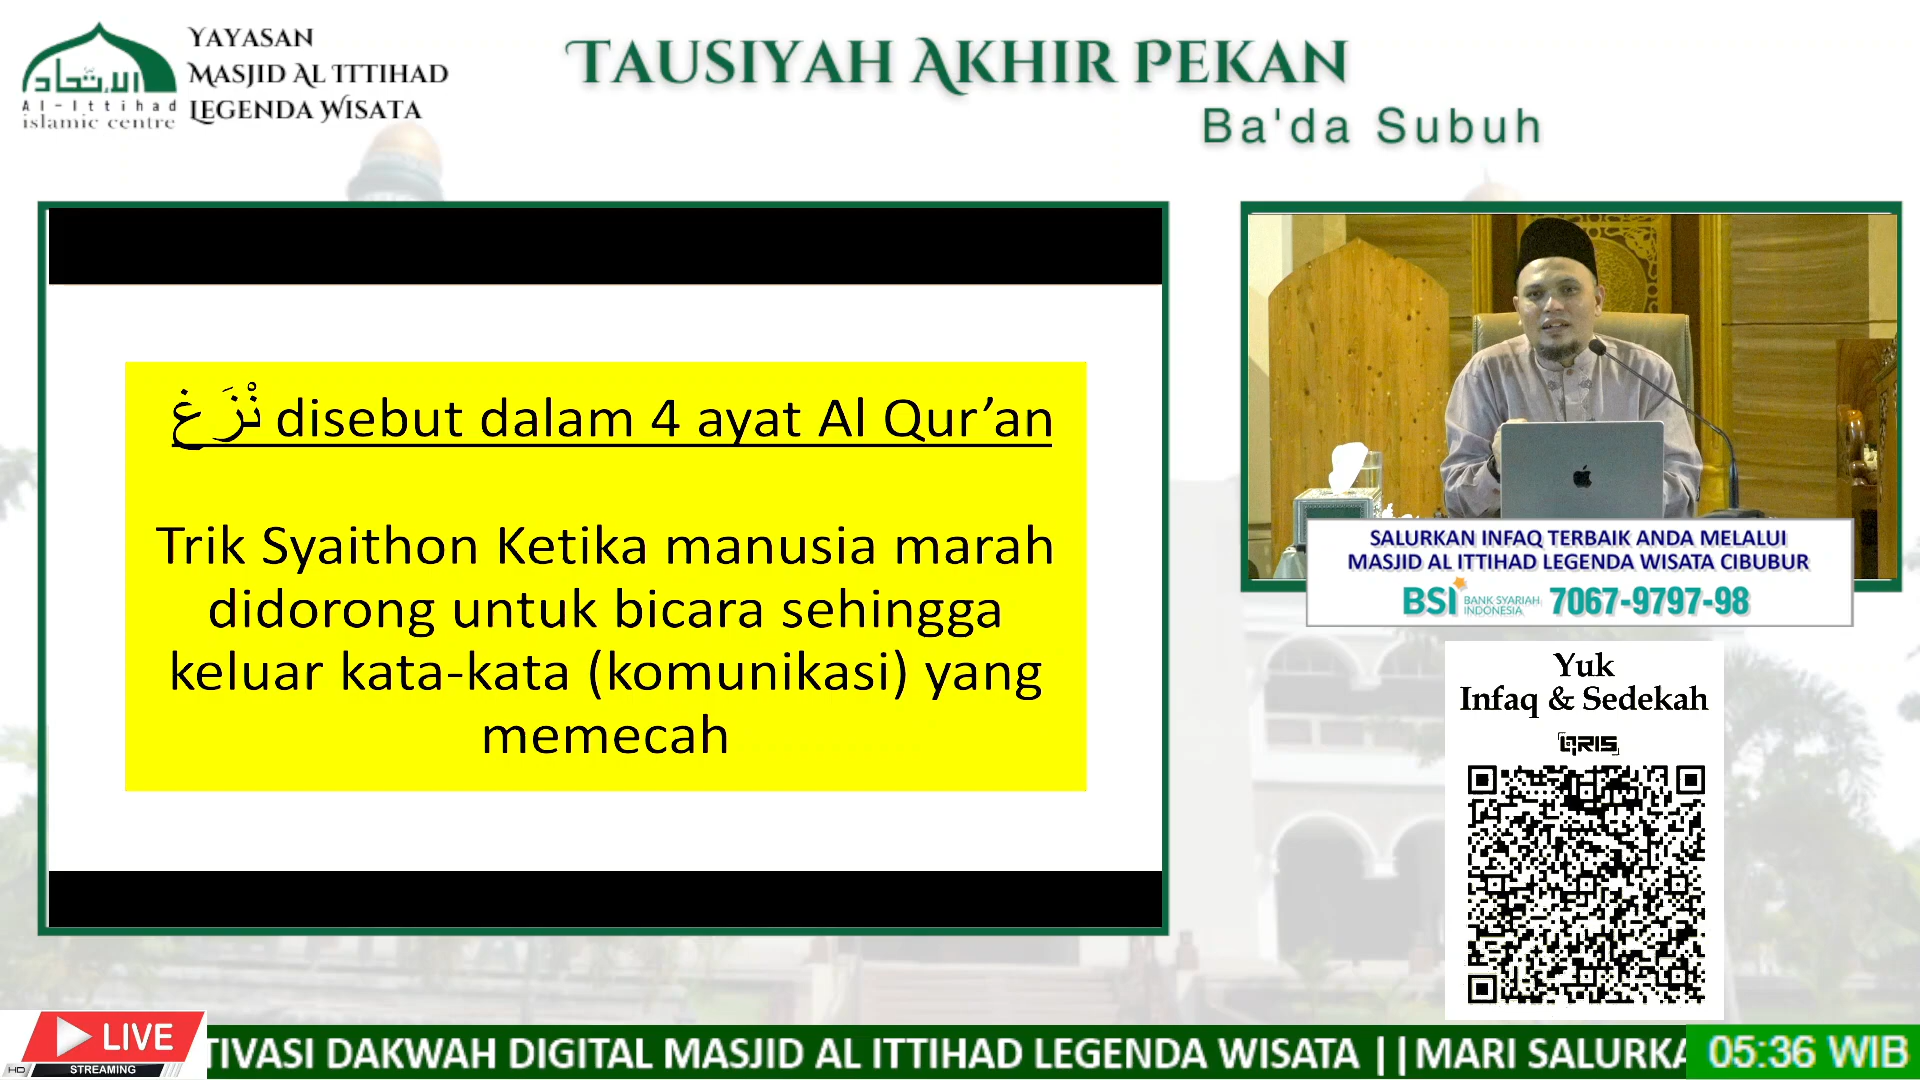 الإتحاد
Al-Ittihad
islamic centre
YAYASAN
MASJID AL ITTIHAD
LEGENDA WISATA
TAUSIYAH AKHIR PEKAN
Ba'da Subuh
نْزَغ disebut dalam 4 ayat Al Qur’an
Trik Syaithon Ketika manusia marah
didorong untuk bicara sehingga
keluar kata-kata (komunikasi) yang
memecah
SALURKAN INFAQ TERBAIK ANDA MELALUI
MASJID AL ITTIHAD LEGENDA WISATA CIBUBUR
BSI BANK SYARIAH INDONESIA 7067-9797-98
Yuk
Infaq & Sedekah
QRIS
LIVE
HD STREAMING
TIVASI DAKWAH DIGITAL MASJID AL ITTIHAD LEGENDA WISATA ||MARI SALURKA
05:36 WIB